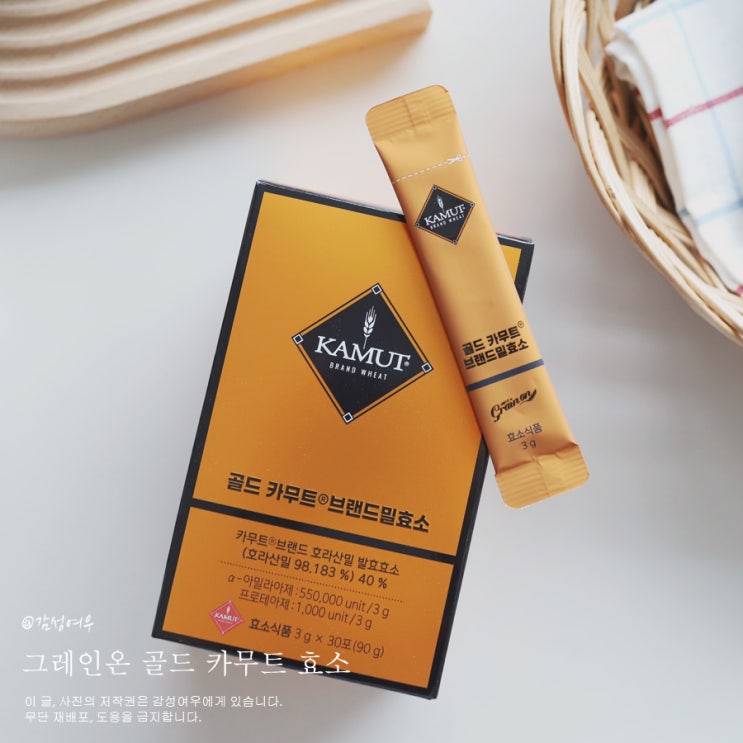 KAMUT®
BRAND WHEAT
골드 카무트®
브랜드밀효소
Grain on
효소식품
3 g
KAMUT®
BRAND WHEAT
골드 카무트®브랜드밀효소
카무트®브랜드 호라산밀 발효효소
(호라산밀 98.183 %) 40 %
α-아밀라아제 : 550,000 unit / 3 g
프로테아제 : 1,000 unit / 3 g
KAMUT
효소식품 3 g × 30포(90 g)
@감성여우
그레인온 골드 카무트 효소
이 글, 사진의 저작권은 감성여우에게 있습니다.
무단 재배포, 도용을 금지합니다.